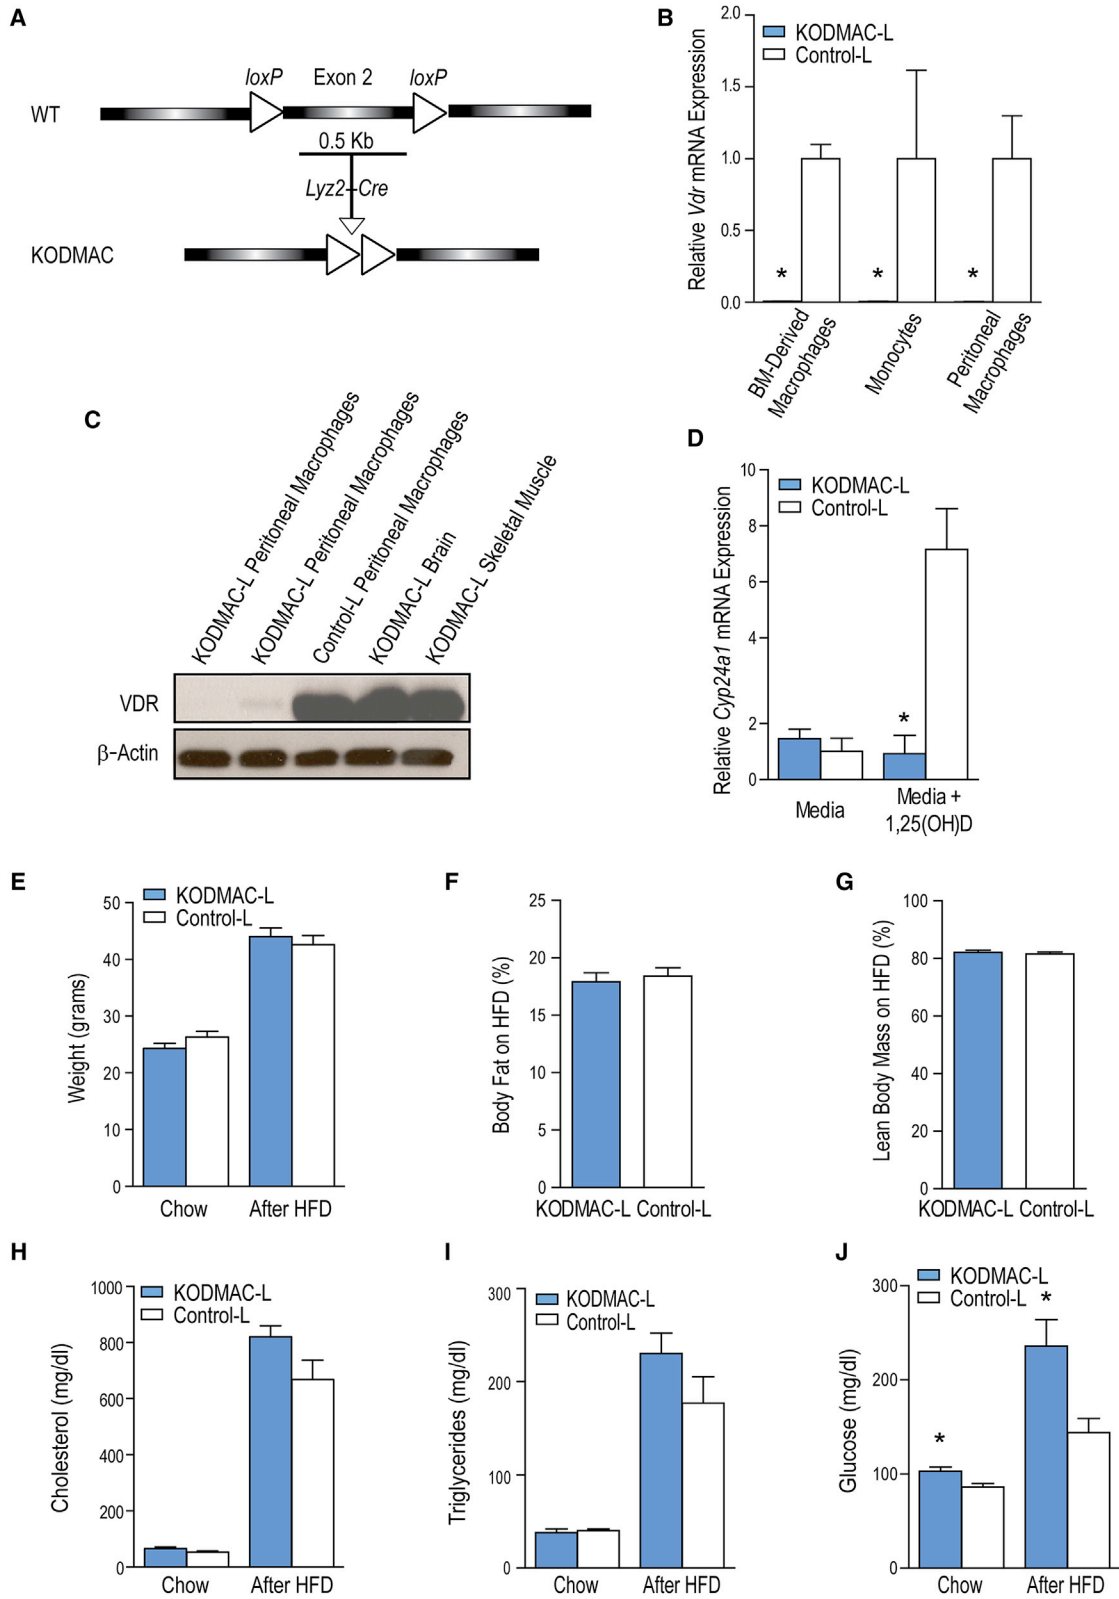 A
loxP
Exon 2
loxP
WT
0.5 Kb
Lyz2-Cre
KODMAC
B
Relative Vdr mRNA Expression
2.0
1.5
1.0
0.5
0.0
KODMAC-L
Control-L
*
*
*
BM-Derived
Macrophages
Monocytes
Peritoneal
Macrophages
C
KODMAC-L Peritoneal Macrophages
KODMAC-L Peritoneal Macrophages
Control-L Peritoneal Macrophages
KODMAC-L Brain
KODMAC-L Skeletal Muscle
VDR
β-Actin
D
Relative Cyp24a1 mRNA Expression
10
8
6
4
2
0
KODMAC-L
Control-L
*
Media
Media +
1,25(OH)D
E
Weight (grams)
50
40
30
20
10
0
KODMAC-L
Control-L
Chow
After HFD
F
Body Fat on HFD (%)
25
20
15
10
5
0
KODMAC-L Control-L
G
Lean Body Mass on HFD (%)
100
80
60
40
20
0
KODMAC-L Control-L
H
Cholesterol (mg/dl)
1000
800
600
400
200
0
KODMAC-L
Control-L
Chow
After HFD
I
Triglycerides (mg/dl)
300
200
100
0
KODMAC-L
Control-L
Chow
After HFD
J
Glucose (mg/dl)
300
200
100
0
KODMAC-L
Control-L
*
*
Chow
After HFD